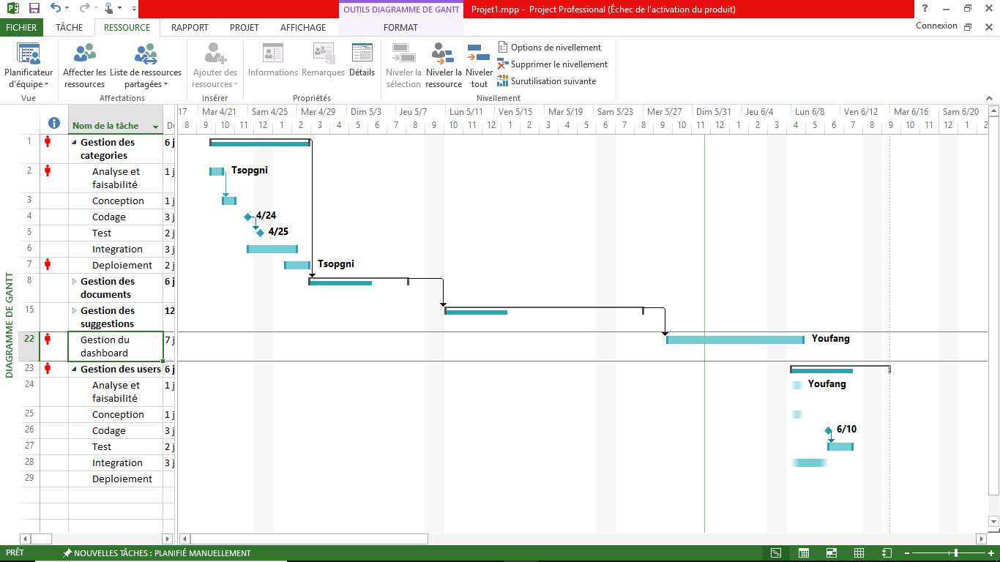 OUTILS DIAGRAMME DE GANTT
Projet1.mpp - Project Professional (Échec de l'activation du produit)
FICHIER TÂCHE RESSOURCE RAPPORT PROJET AFFICHAGE FORMAT Connexion
Planificateur d'équipe
Vue
Affecter les ressources
Liste de ressources partagées
Affectations
Ajouter des ressources
Insérer
Informations
Remarques
Détails
Propriétés
Niveler la sélection
Niveler la ressource
Niveler tout
Options de nivellement
Supprimer le nivellement
Surutilisation suivante
Nivellement
17 Mar 4/21 Sam 4/25 Mer 4/29 Dim 5/3 Jeu 5/7 Lun 5/11 Ven 5/15 Mar 5/19 Sam 5/23 Mer 5/27 Dim 5/31 Jeu 6/4 Lun 6/8 Ven 6/12 Mar 6/16 Sam 6/20
Nom de la tâche
8 9 10 11 12 1 2 3 4 5 6 7 8 9 10 11 12 1 2 3 4 5 6 7 8 9 10 11 12 1 2 3 4 5 6 7 8 9 10 11 12 1 2
1 Gestion des categories 6 j
2 Analyse et faisabilité 1 j Tsopgni
3 Conception 1 j
4 Codage 3 j 4/24
5 Test 2 j 4/25
6 Integration 3 j
7 Deploiement 2 j Tsopgni
8 Gestion des documents 6 j
15 Gestion des suggestions 12
22 Gestion du dashboard 7 j Youfang
23 Gestion des users 6 j
24 Analyse et faisabilité 1 j Youfang
25 Conception 1 j
26 Codage 3 j 6/10
27 Test 2 j
28 Integration 3 j
29 Deploiement
DIAGRAMME DE GANTT
PRÊT NOUVELLES TÂCHES : PLANIFIÉ MANUELLEMENT